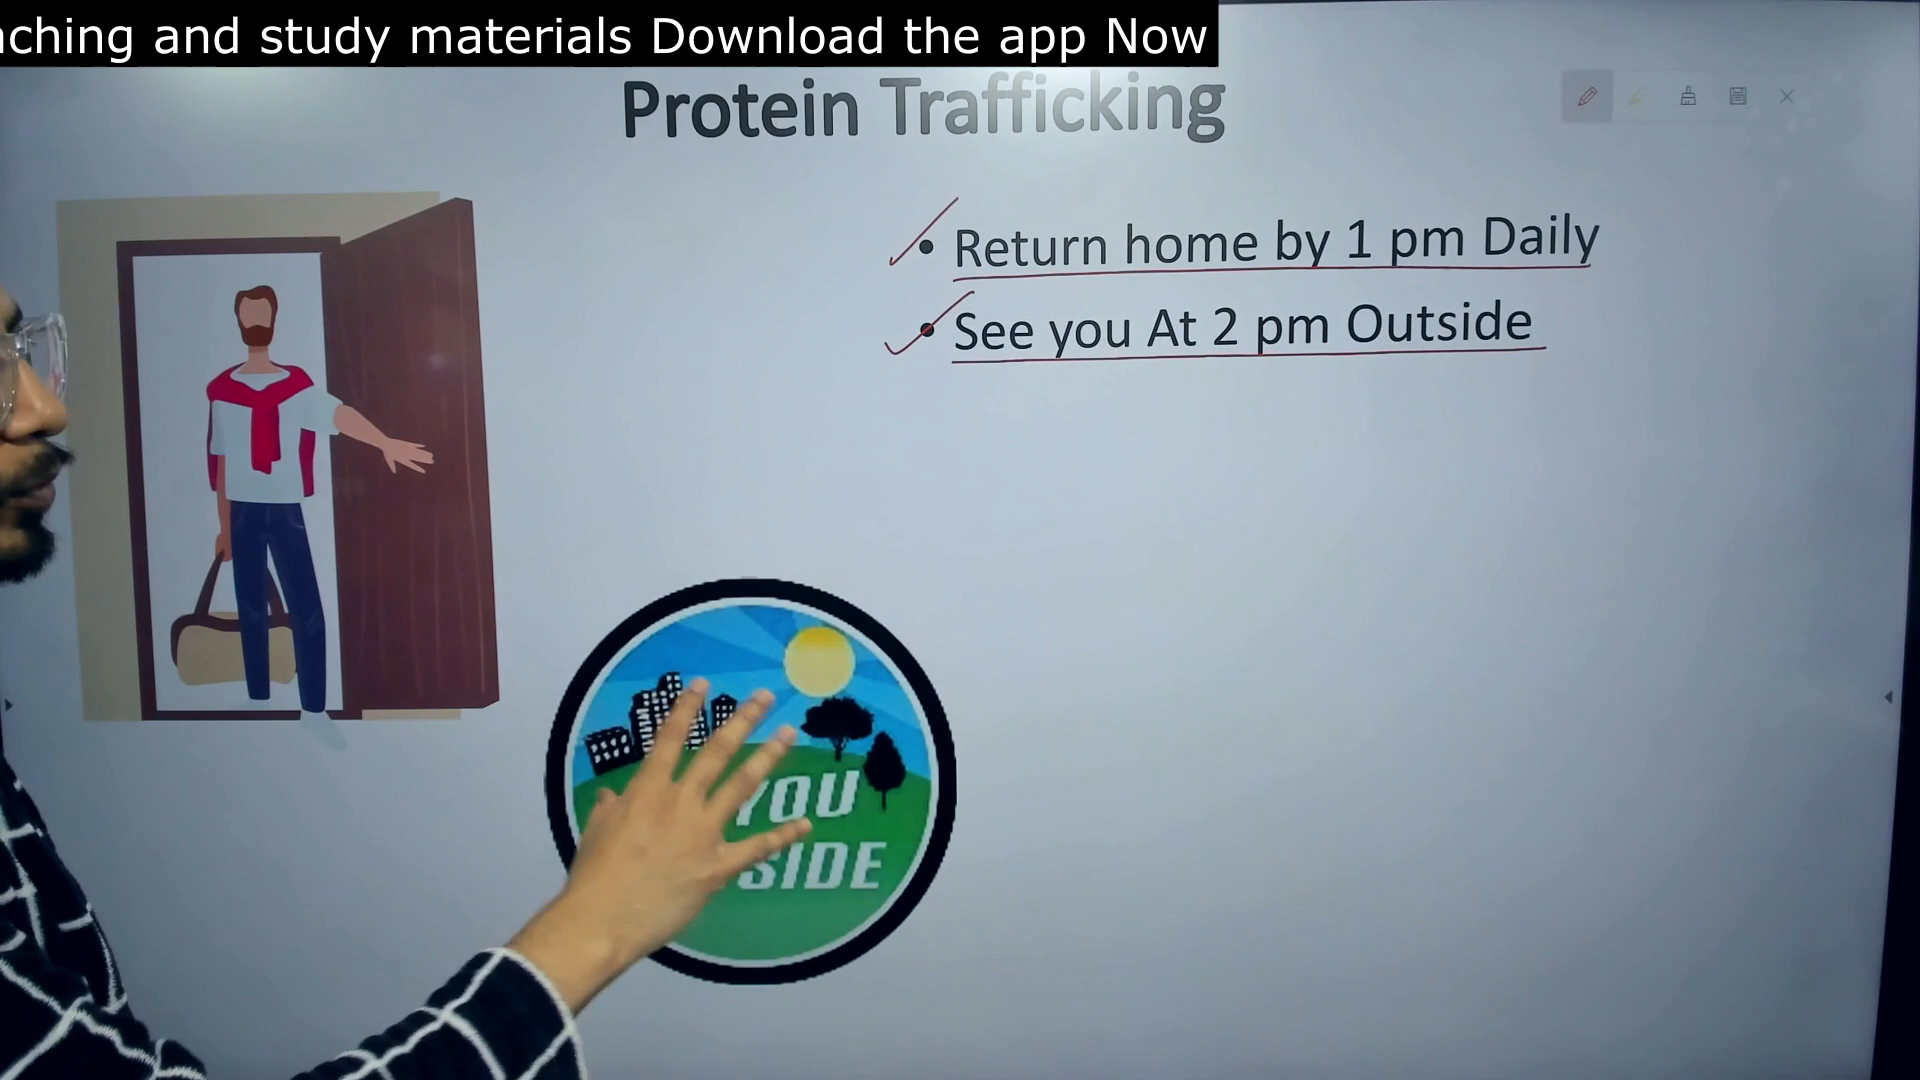 ching and study materials Download the app Now
Protein Trafficking
• Return home by 1 pm Daily
• See you At 2 pm Outside
YOU
SIDE